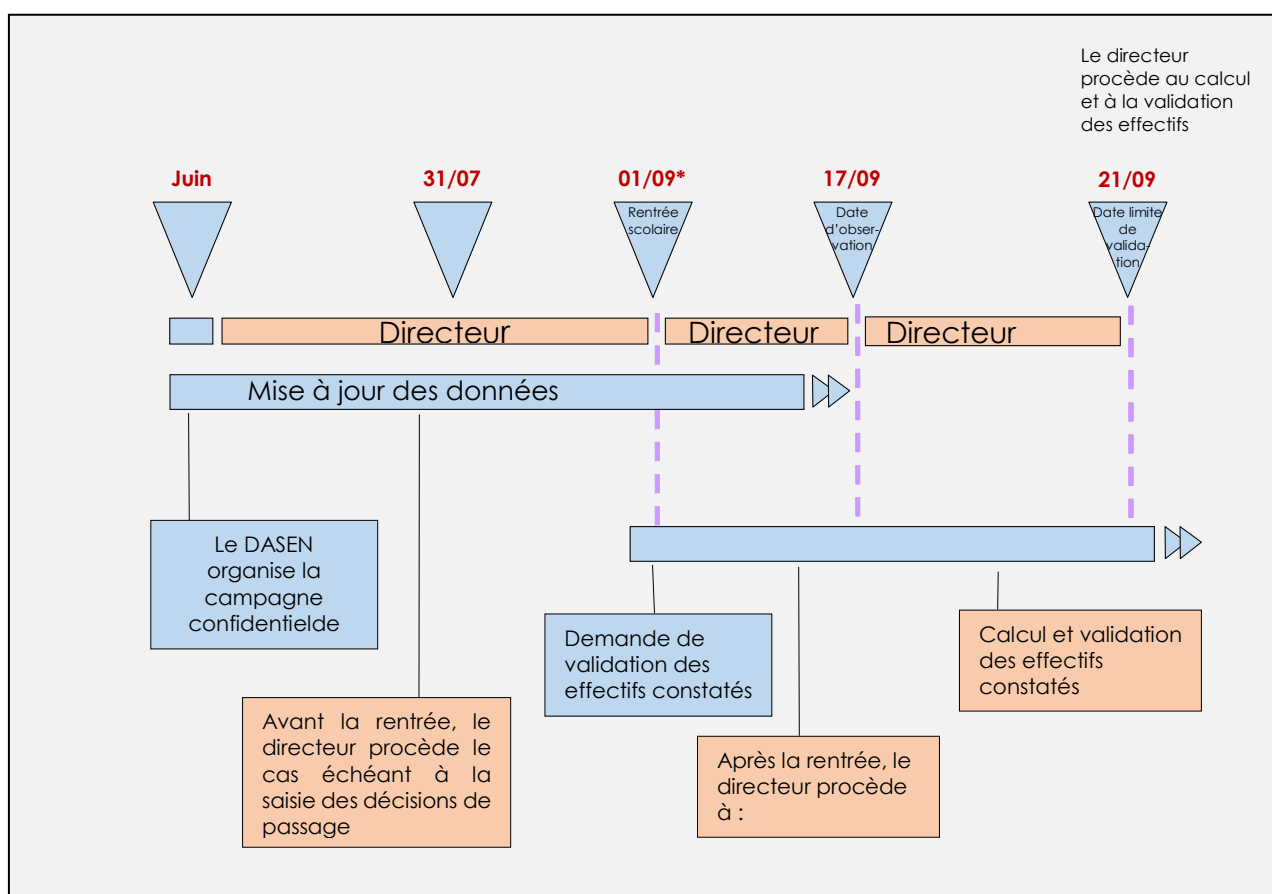 Le directeur
procède au calcul
et à la validation
des effectifs
Juin
31/07
01/09*
17/09
21/09
Rentrée
scolaire
Date
d'obser-
vation
Date limite
de
valida-
tion
Directeur
Directeur
Directeur
Mise à jour des données
Le DASEN
organise la
campagne
confidentielde
Demande de
validation des
effectifs constatés
Calcul et validation
des effectifs
constatés
Avant la rentrée, le
directeur procède le
cas échéant à la
saisie des décisions de
passage
Après la rentrée, le
directeur procède
à :